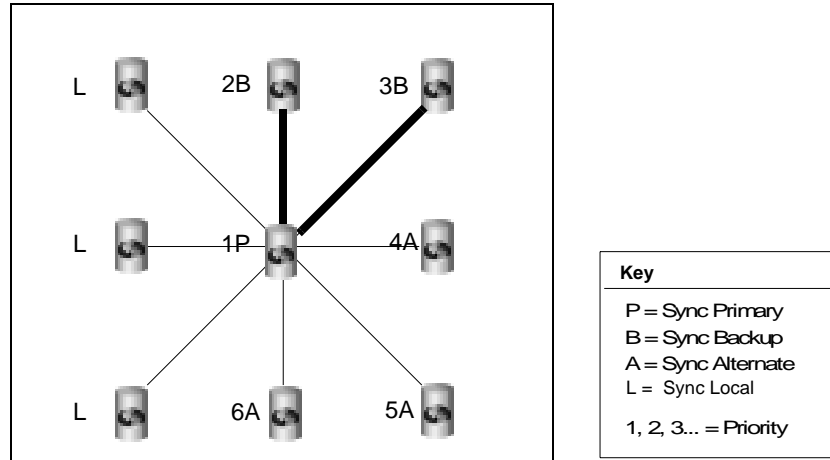 L 2B 3B
L 1P 4A
L 6A 5A
Key
P = Sync Primary
B = Sync Backup
A = Sync Alternate
L = Sync Local
1, 2, 3... = Priority